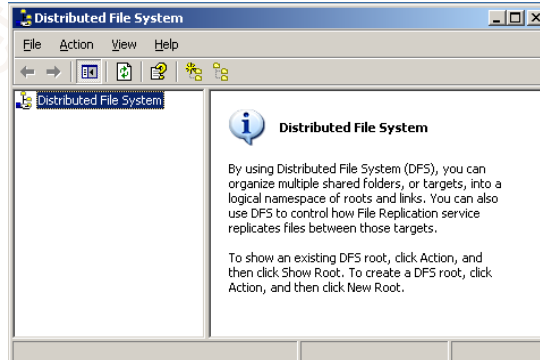 Distributed File System
File Action View Help
Distributed File System
Distributed File System
By using Distributed File System (DFS), you can
organize multiple shared folders, or targets, into a
logical namespace of roots and links. You can also
use DFS to control how File Replication service
replicates files between those targets.
To show an existing DFS root, click Action, and
then click Show Root. To create a DFS root, click
Action, and then click New Root.